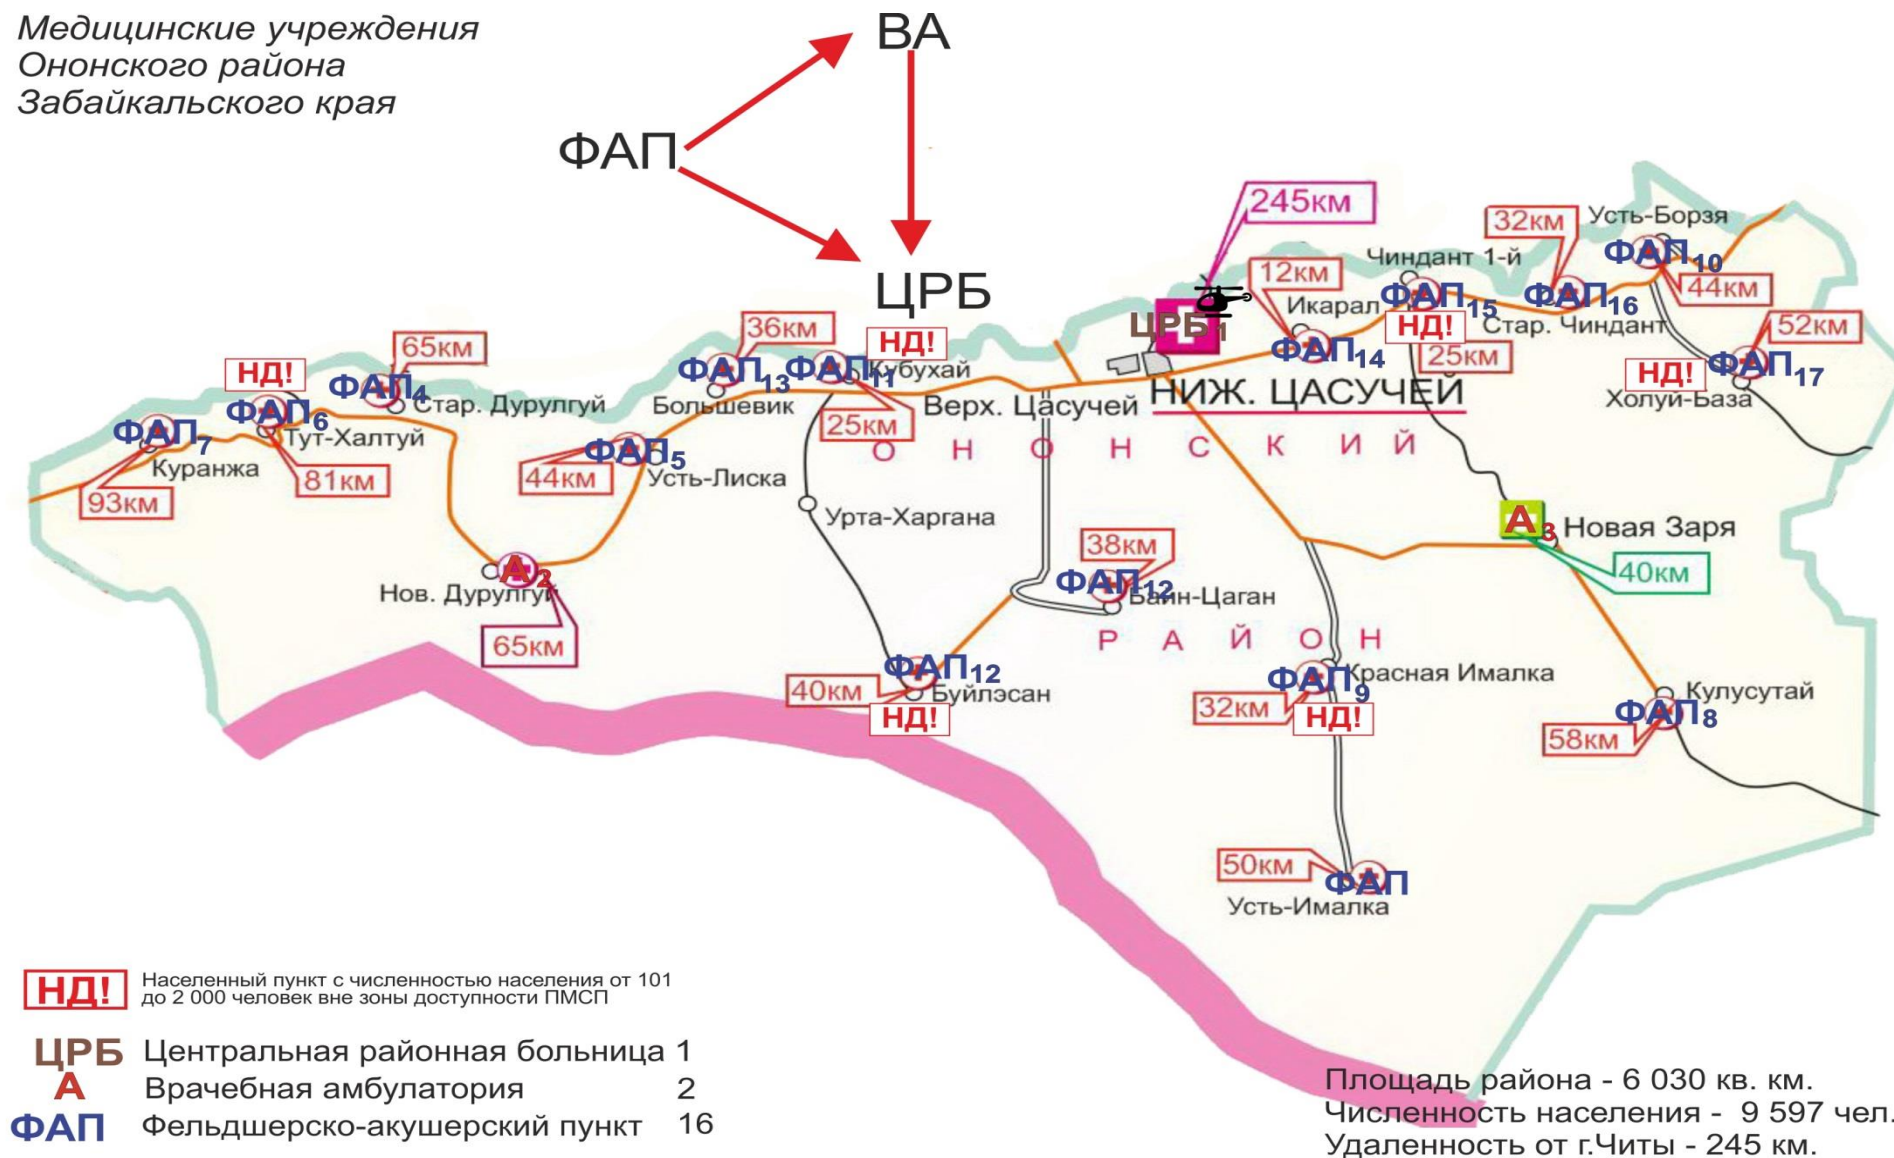 Медицинские учреждения
Ононского района
Забайкальского края
ВА
ФАП
ЦРБ
245км
32км
Усть-Борзя
ФАП10
44км
Чиндант 1-й
12км
Икарал
ФАП15
НД!
25км
ФАП16
Стар. Чиндант
52км
ФАП17
НД!
Холуй-База
ЦРБ1
ФАП14
НИЖ. ЦАСУЧЕЙ
36км
НД!
ФАП13
ФАП11
Кубухай
Большевик
25км
Верх. Цасучей
65км
НД!
ФАП4
Стар. Дурулгуй
ФАП6
Тут-Халтуй
81км
ФАП7
Куранжа
93км
44км
ФАП5
Усть-Лиска
ОНОНСКИЙ
Урта-Харгана
А3
Новая Заря
40км
38км
ФАП12
Баин-Цаган
А2
Нов. Дурулгуй
65км
РАЙОН
ФАП12
40км
Буйлэсан
НД!
Красная Ималка
ФАП9
32км
НД!
Кулусутай
ФАП8
58км
50км
ФАП
Усть-Ималка
НД! Населенный пункт с численностью населения от 101
до 2 000 человек вне зоны доступности ПМСП
ЦРБ Центральная районная больница 1
А Врачебная амбулатория 2
ФАП Фельдшерско-акушерский пункт 16
Площадь района - 6 030 кв. км.
Численность населения - 9 597 чел.
Удаленность от г.Читы - 245 км.